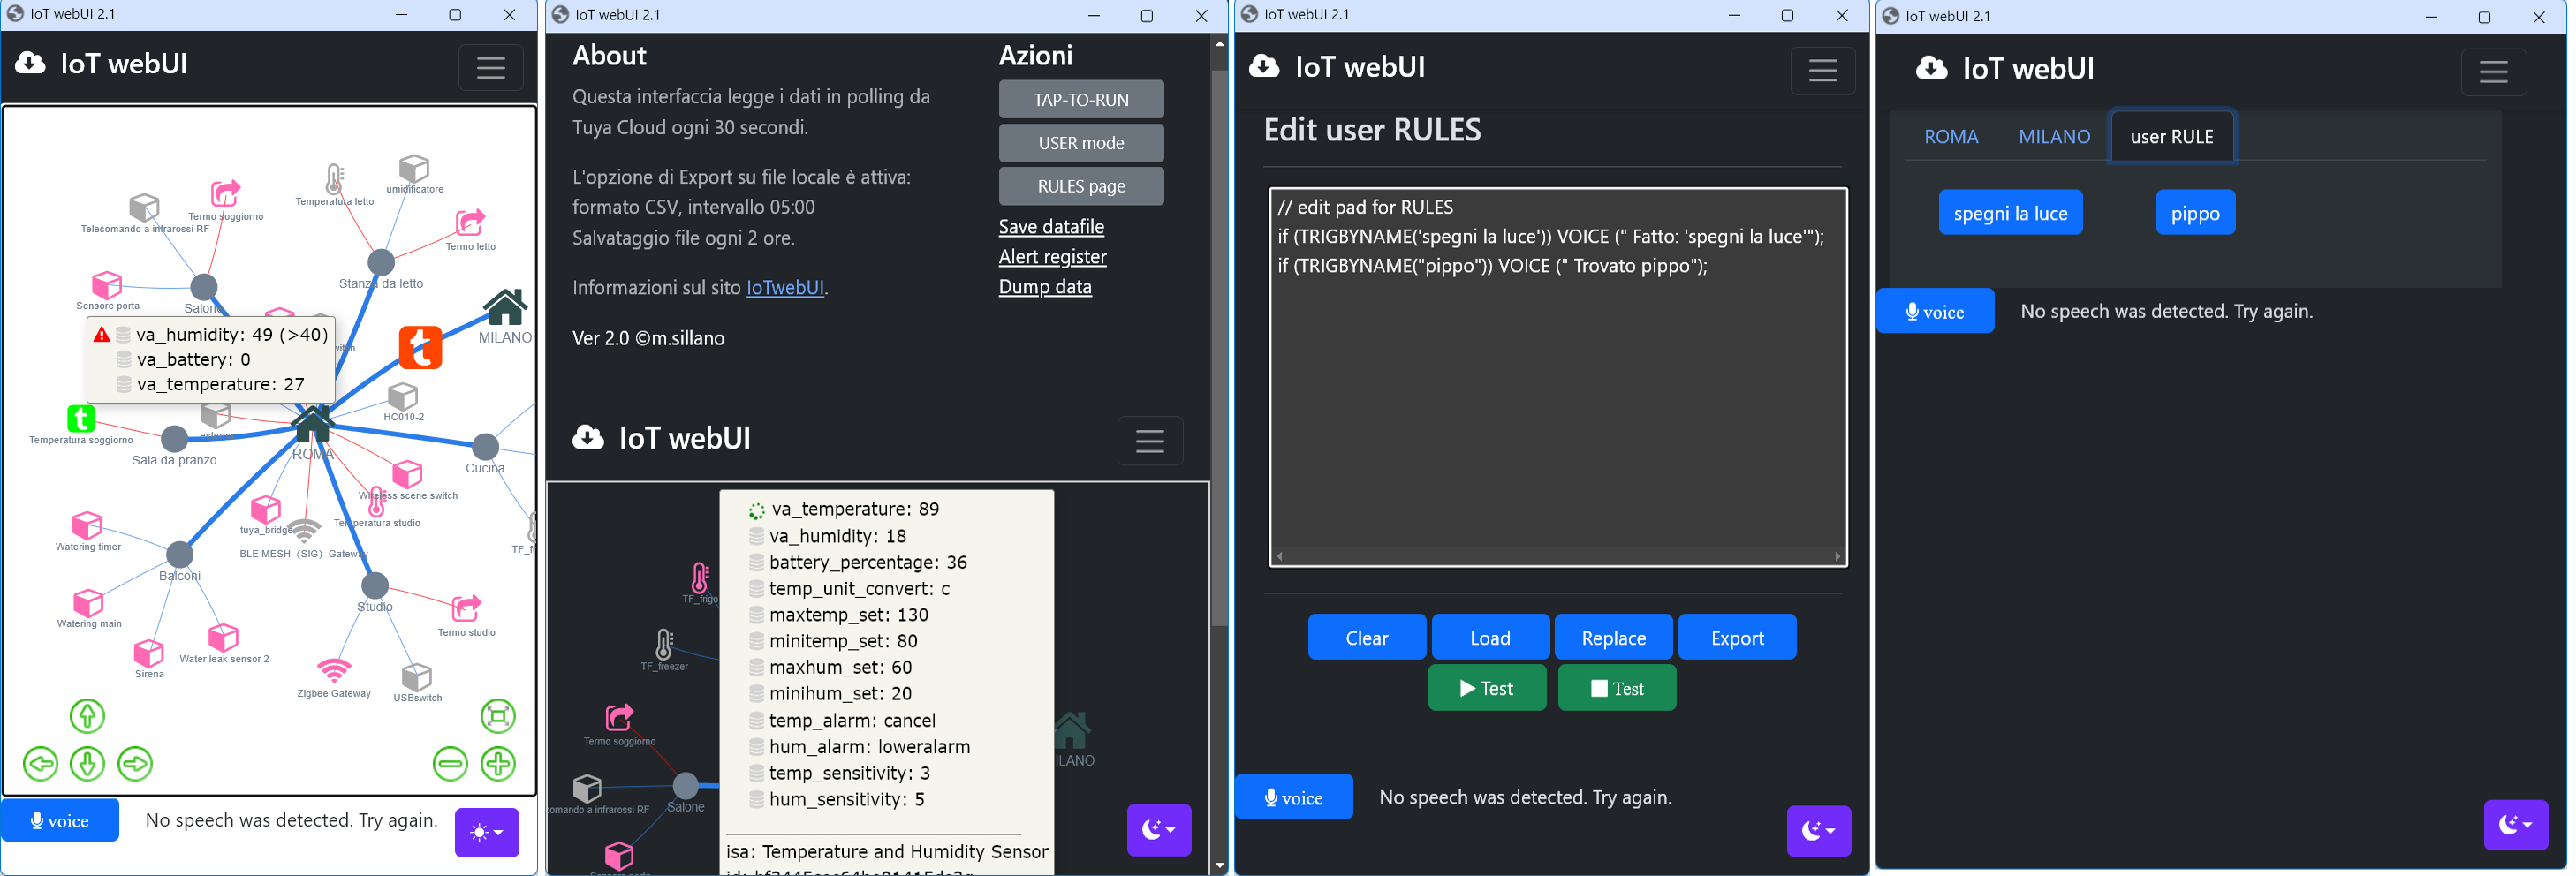 IoT webUI 2.1
IoT webUI
umidificatore
Temperatura letto
Termo soggiorno
Telecomando a infrarossi RF
Termo letto
Stanza da letto
Sensore porta
Salone
va_humidity: 49 (>40)
va_battery: 0
va_temperature: 27
MILANO
HC010-2
Temperatura soggiorno
esterno
ROMA
Sala da pranzo
Cucina
Wireless scene switch
Temperatura studio
tuya_bridge
BLE MESH（SIG）Gateway
TF_fr
Watering timer
Balconi
Studio
Watering main
Termo studio
Water leak sensor 2
Sirena
Zigbee Gateway
USBswitch
voice
No speech was detected. Try again.
IoT webUI 2.1
About
Questa interfaccia legge i dati in polling da
Tuya Cloud ogni 30 secondi.
L'opzione di Export su file locale è attiva:
formato CSV, intervallo 05:00
Salvataggio file ogni 2 ore.
Informazioni sul sito IoTwebUI.
Ver 2.0 ©m.sillano
Azioni
TAP-TO-RUN
USER mode
RULES page
Save datafile
Alert register
Dump data
IoT webUI
va_temperature: 89
va_humidity: 18
battery_percentage: 36
temp_unit_convert: c
maxtemp_set: 130
minitemp_set: 80
maxhum_set: 60
minihum_set: 20
temp_alarm: cancel
hum_alarm: loweralarm
temp_sensitivity: 3
hum_sensitivity: 5
isa: Temperature and Humidity Sensor
TF_frigo
TF_freezer
Termo soggiorno
comando a infrarossi RF
Salone
ILANO
IoT webUI 2.1
IoT webUI
Edit user RULES
// edit pad for RULES
if (TRIGBYNAME('spegni la luce')) VOICE (" Fatto: 'spegni la luce'");
if (TRIGBYNAME("pippo")) VOICE (" Trovato pippo");
Clear Load Replace Export
Test Test
voice
No speech was detected. Try again.
IoT webUI 2.1
IoT webUI
ROMA MILANO user RULE
spegni la luce pippo
voice
No speech was detected. Try again.